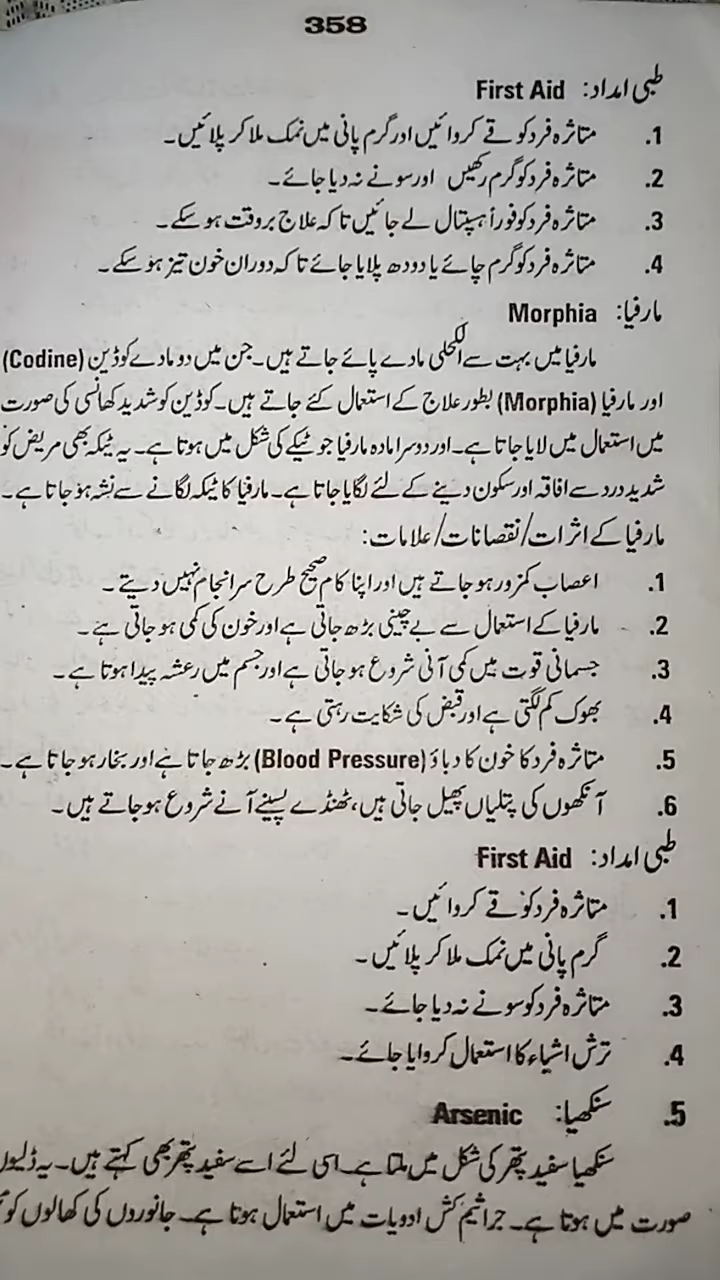 358
طبی امداد: First Aid
1. متاثرہ فرد کو قے کروائیں اور گرم پانی میں نمک ملا کر پلائیں۔
2. متاثرہ فرد کو گرم رکھیں اور سونے نہ دیا جائے۔
3. متاثرہ فرد کو فوراً ہسپتال لے جائیں تا کہ علاج بروقت ہو سکے۔
4. متاثرہ فرد کو گرم چائے یا دودھ پلایا جائے تا کہ دوران خون تیز ہو سکے۔
مارفیا: Morphia
مارفیا میں بہت سے الکحلی مادے پائے جاتے ہیں۔ جن میں دو مادے کوڈین (Codine)
اور مارفیا (Morphia) بطور علاج کے استعمال کئے جاتے ہیں۔ کوڈین کو شدید کھانسی کی صورت
میں استعمال میں لایا جاتا ہے۔ اور دوسرا مادہ مارفیا جو ٹیکے کی شکل میں ہوتا ہے۔ یہ ٹیکہ بھی مریض کو
شدید درد سے افاقہ اور سکون دینے کے لئے لگایا جاتا ہے۔ مارفیا کا ٹیکہ لگانے سے نشہ ہو جاتا ہے۔
مارفیا کے اثرات/نقصانات/علامات:
1. اعصاب کمزور ہو جاتے ہیں اور اپنا کام صحیح طرح سرانجام نہیں دیتے۔
2. مارفیا کے استعمال سے بے چینی بڑھ جاتی ہے اور خون کی کمی ہو جاتی ہے۔
3. جسمانی قوت میں کمی آنی شروع ہو جاتی ہے اور جسم میں رعشہ پیدا ہوتا ہے۔
4. بھوک کم لگتی ہے اور قبض کی شکایت رہتی ہے۔
5. متاثرہ فرد کا خون کا دباؤ (Blood Pressure) بڑھ جاتا ہے اور بخار ہو جاتا ہے۔
6. آنکھوں کی پتلیاں پھیل جاتی ہیں، ٹھنڈے پسینے آنے شروع ہو جاتے ہیں۔
طبی امداد: First Aid
1. متاثرہ فرد کو قے کروائیں۔
2. گرم پانی میں نمک ملا کر پلائیں۔
3. متاثرہ فرد کو سونے نہ دیا جائے۔
4. ترش اشیاء کا استعمال کروایا جائے۔
5. سنکھیا: Arsenic
سنکھیا سفید پتھر کی شکل میں ملتا ہے۔ اسی لئے اسے سفید پتھر بھی کہتے ہیں۔ یہ ڈلیوں
صورت میں ہوتا ہے۔ جراثیم کش ادویات میں استعمال ہوتا ہے۔ جانوروں کی کھالوں کو